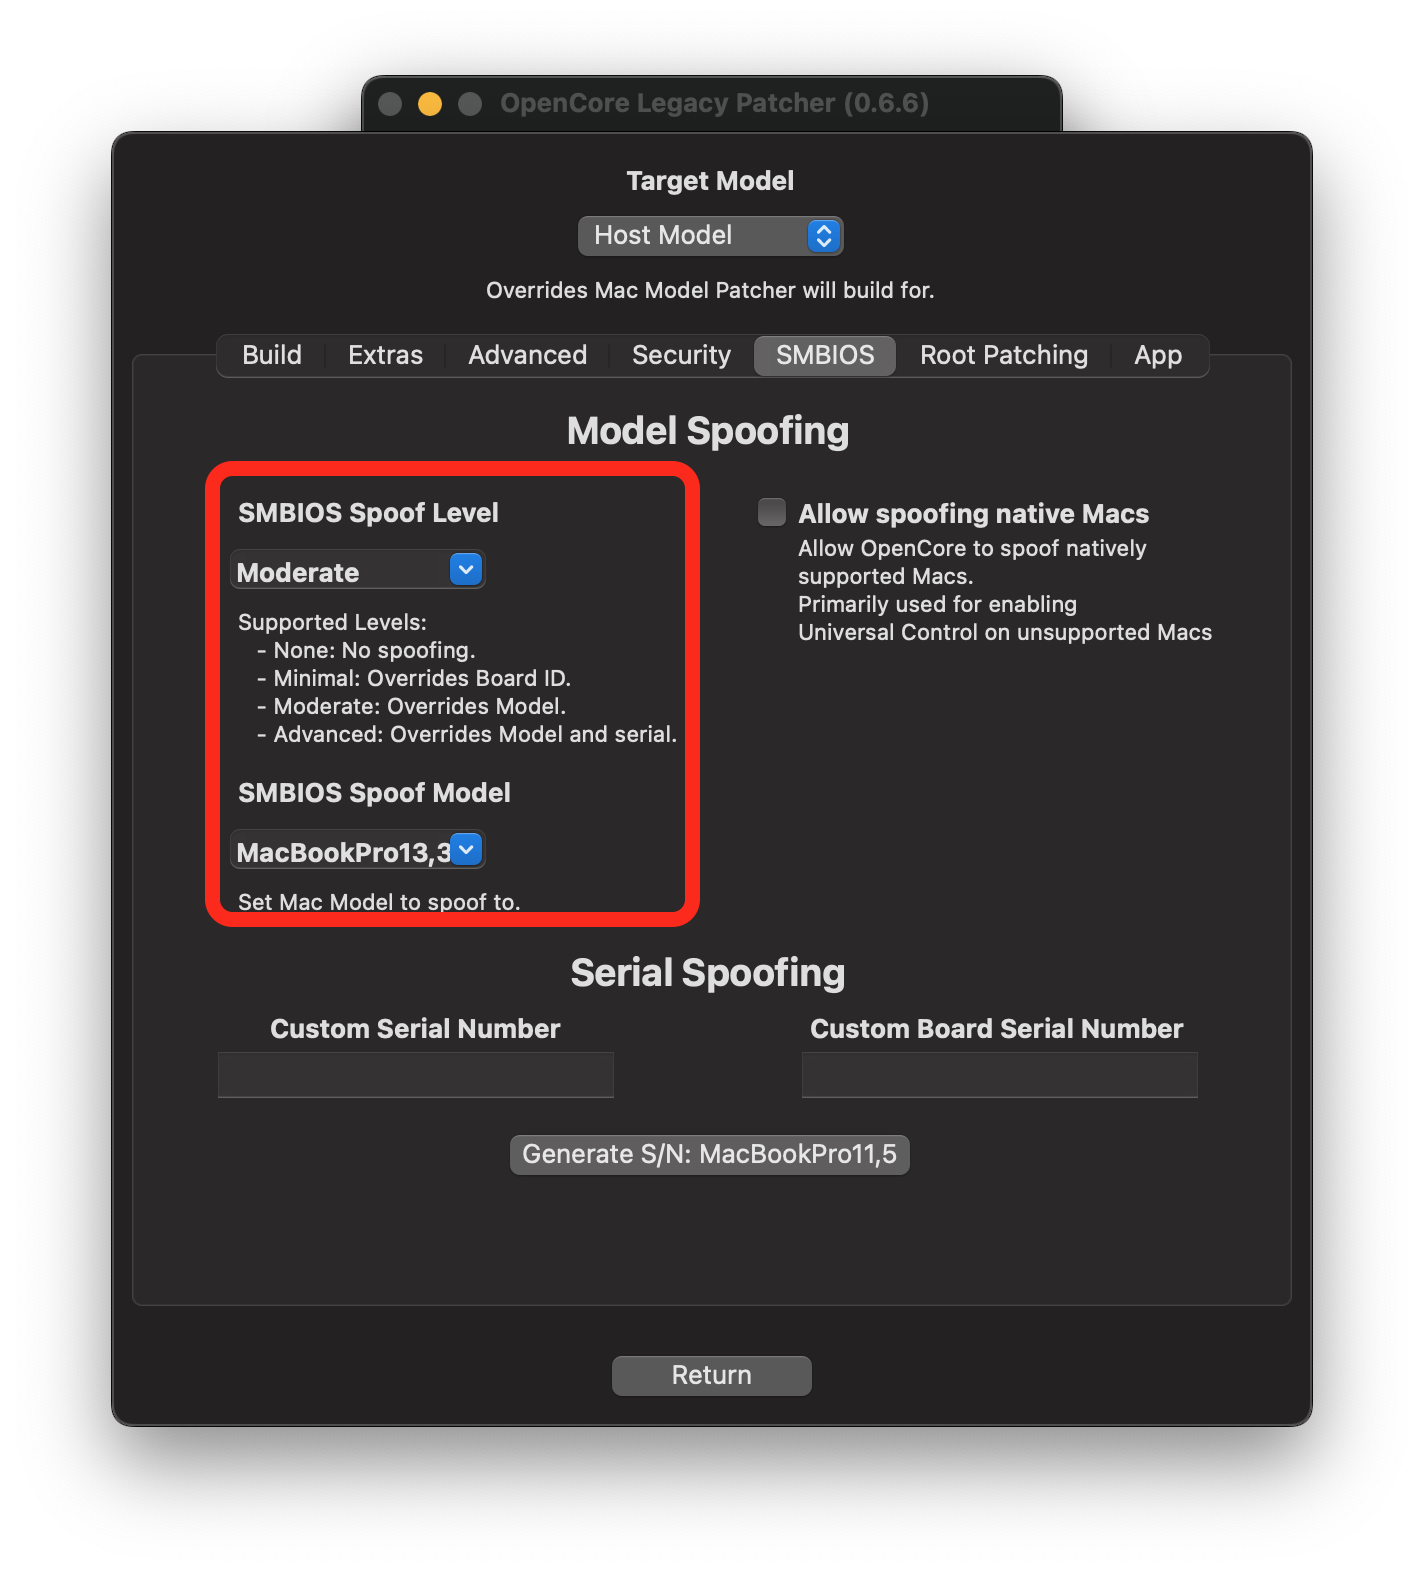 OpenCore Legacy Patcher (0.6.6)
Target Model
Host Model
Overrides Mac Model Patcher will build for.
Build
Extras
Advanced
Security
SMBIOS
Root Patching
App
Model Spoofing
SMBIOS Spoof Level
Moderate
Supported Levels:
- None: No spoofing.
- Minimal: Overrides Board ID.
- Moderate: Overrides Model.
- Advanced: Overrides Model and serial.
SMBIOS Spoof Model
MacBookPro13,3
Set Mac Model to spoof to.
Allow spoofing native Macs
Allow OpenCore to spoof natively
supported Macs.
Primarily used for enabling
Universal Control on unsupported Macs
Serial Spoofing
Custom Serial Number
Custom Board Serial Number
Generate S/N: MacBookPro11,5
Return